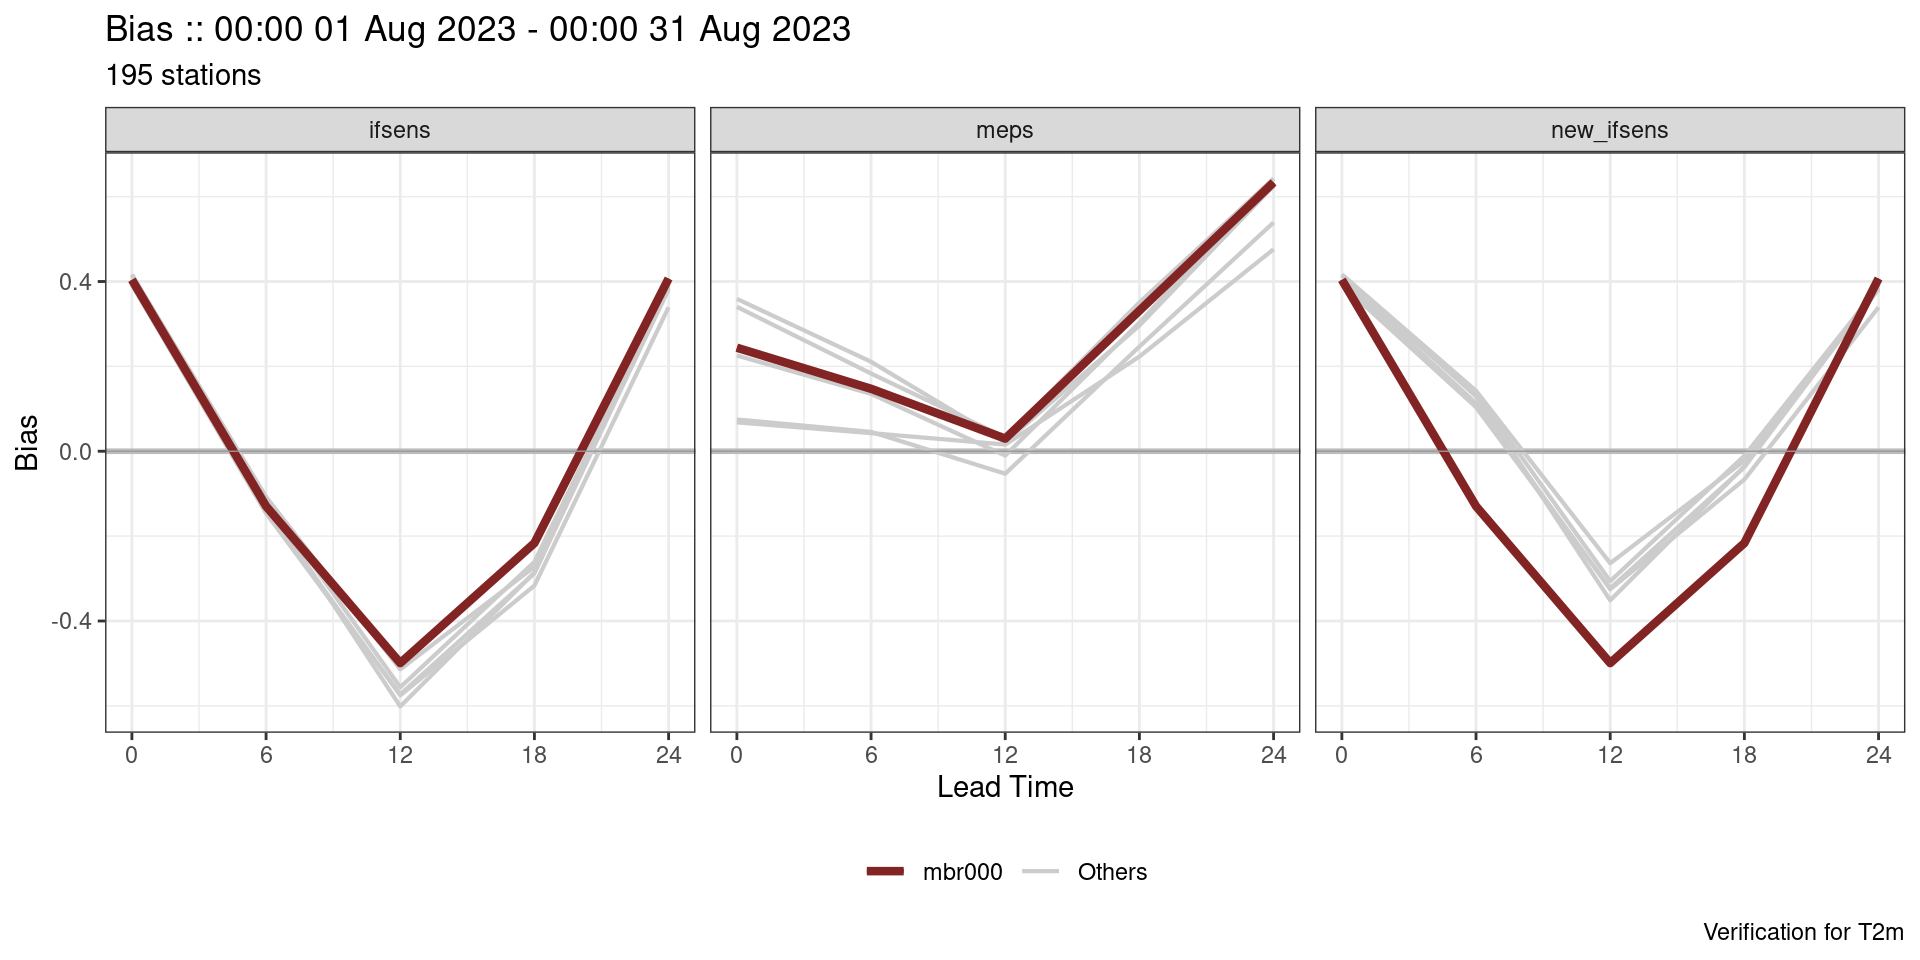 Bias :: 00:00 01 Aug 2023 - 00:00 31 Aug 2023
195 stations
ifsens meps new_ifsens
0.4
0.0
-0.4
Bias
0 6 12 18 24 0 6 12 18 24 0 6 12 18 24
Lead Time
mbr000 Others
Verification for T2m